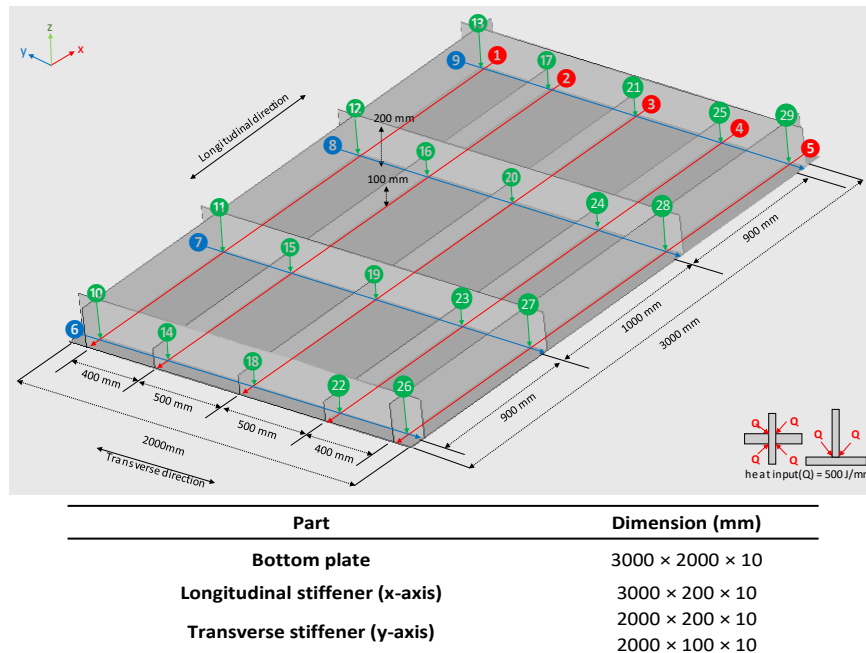 z
y
x
Longitudinal direction
13
1
9
17
2
21
3
25
4
29
5
12
200 mm
8
16
100 mm
20
24
28
11
7
15
19
23
27
10
6
14
18
22
26
900 mm
1000 mm
3000 mm
900 mm
400 mm
500 mm
500 mm
400 mm
2000mm
Transverse direction
Q Q Q Q
Q Q
heat input(Q) = 500 J/mm
Part Dimension (mm)
Bottom plate 3000 × 2000 × 10
Longitudinal stiffener (x-axis) 3000 × 200 × 10
Transverse stiffener (y-axis) 2000 × 200 × 10
2000 × 100 × 10